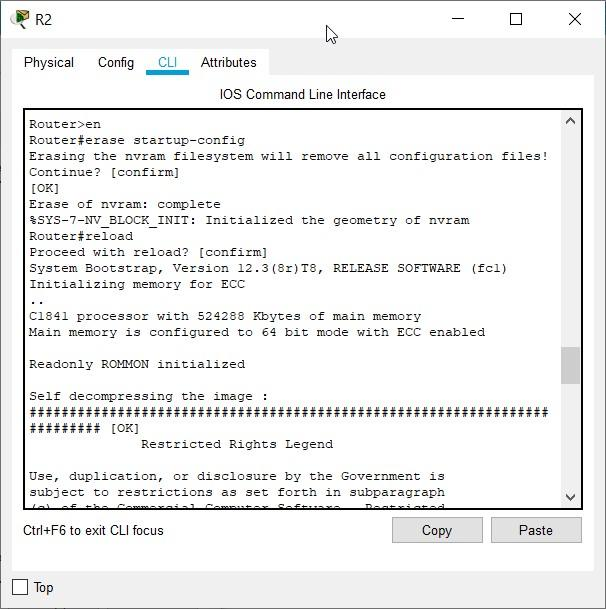 R2
Physical Config CLI Attributes
IOS Command Line Interface
Router>en
Router#erase startup-config
Erasing the nvram filesystem will remove all configuration files!
Continue? [confirm]
[OK]
Erase of nvram: complete
%SYS-7-NV_BLOCK_INIT: Initialized the geometry of nvram
Router#reload
Proceed with reload? [confirm]
System Bootstrap, Version 12.3(8r)T8, RELEASE SOFTWARE (fc1)
Initializing memory for ECC
..
C1841 processor with 524288 Kbytes of main memory
Main memory is configured to 64 bit mode with ECC enabled
Readonly ROMMON initialized
Self decompressing the image :
#################################################################
######### [OK]
Restricted Rights Legend
Use, duplication, or disclosure by the Government is
subject to restrictions as set forth in subparagraph
(c) of the Commercial Computer Software - Restricted
Ctrl+F6 to exit CLI focus
Copy Paste
Top